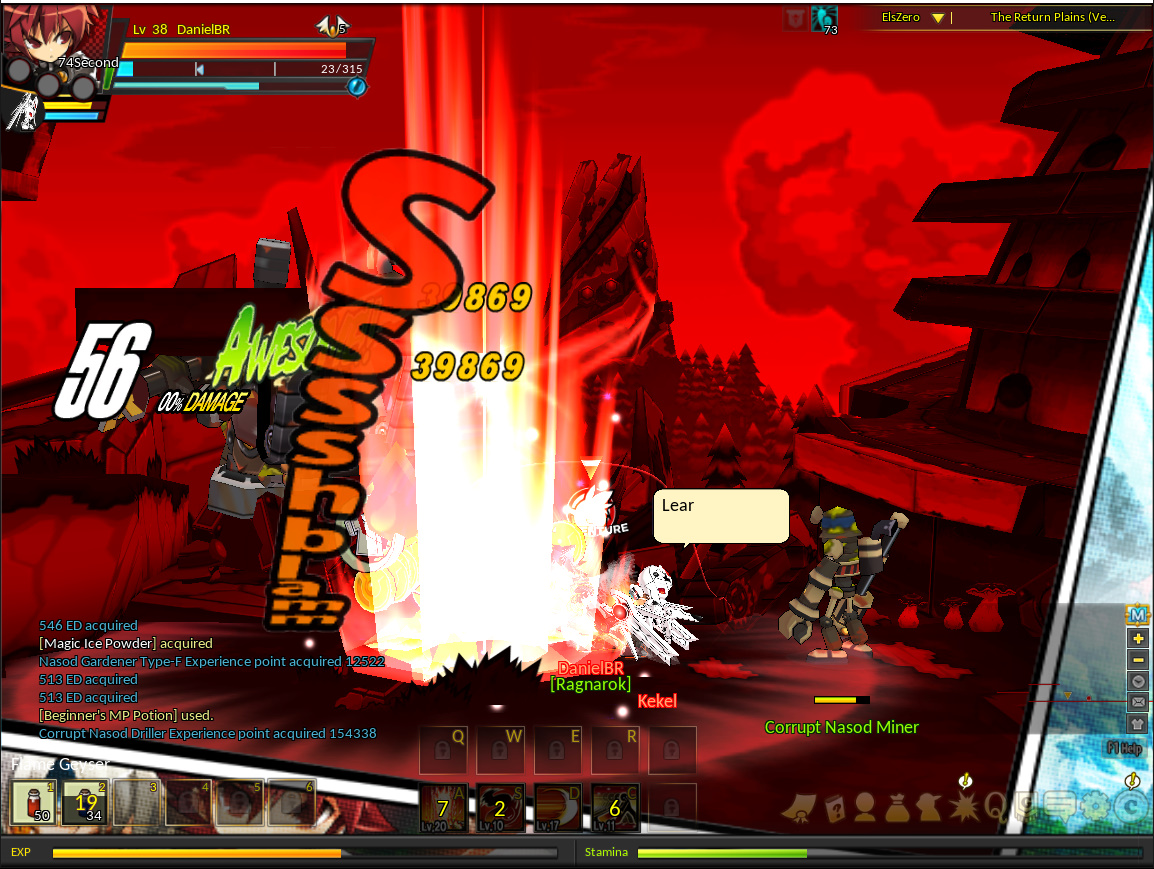 Lv 38 DanielBR
5
74Second
23/315
73
ElsZero
The Return Plains (Ve...
Sssshblam
39869
39869
56
Awes
00% DAMAGE
Lear
546 ED acquired
[Magic Ice Powder] acquired
Nasod Gardener Type-F Experience point acquired 12522
513 ED acquired
513 ED acquired
[Beginner's MP Potion] used.
Corrupt Nasod Driller Experience point acquired 154338
DanielBR
[Ragnarok]
Kekel
Corrupt Nasod Miner
M
F1 Help
Flame Geyser
Q W E R
1 2 3 4 5 6
50 19 34
A S D C
7 2 6
Lv.20 Lv.10 Lv.17 Lv.11
EXP
Stamina